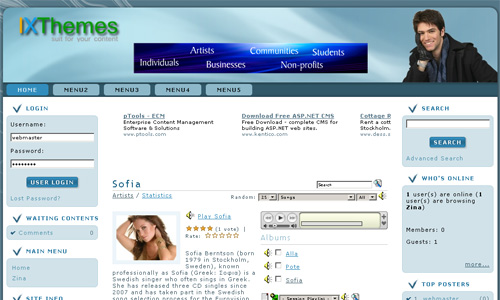 IXThemes
suit for your content
Artists
Communities
Students
Individuals
Businesses
Non-profits
HOME
MENU2
MENU3
MENU4
MENU5
LOGIN
Username:
webmaster
Password:
********
USER LOGIN
Lost Password?
WAITING CONTENTS
Comments 0
MAIN MENU
Home
Zina
SITE INFO
pTools - ECM
Enterprise Content Management
Software & Solutions
www.ptools.com
Download Free ASP.NET CMS
Free Download - complete CMS for
building ASP.NET web sites.
www.kentico.com
Cottage
Rent a cott
Stockholm.
www.dess.s
Sofia
Search
Artists / Statistics
Random: 25 Songs All
Play Sofia
(1 vote) |
Rate:
Sofia Berntson (born
1979 in Stockholm,
Sweden), known
professionally as Sofia (Greek: Σοφία) is a
Swedish singer who often sings in Greek.
She has released three CD singles since
2007 and has taken part in the Swedish
song selection process for the Eurovision
Albums
Alla
Pote
Sofia
Session Playlist
SEARCH
SEARCH
Advanced Search
WHO'S ONLINE
1 user(s) are online (1
user(s) are browsing
Zina)
Members: 0
Guests: 1
more...
TOP POSTERS
1 webmaster 0